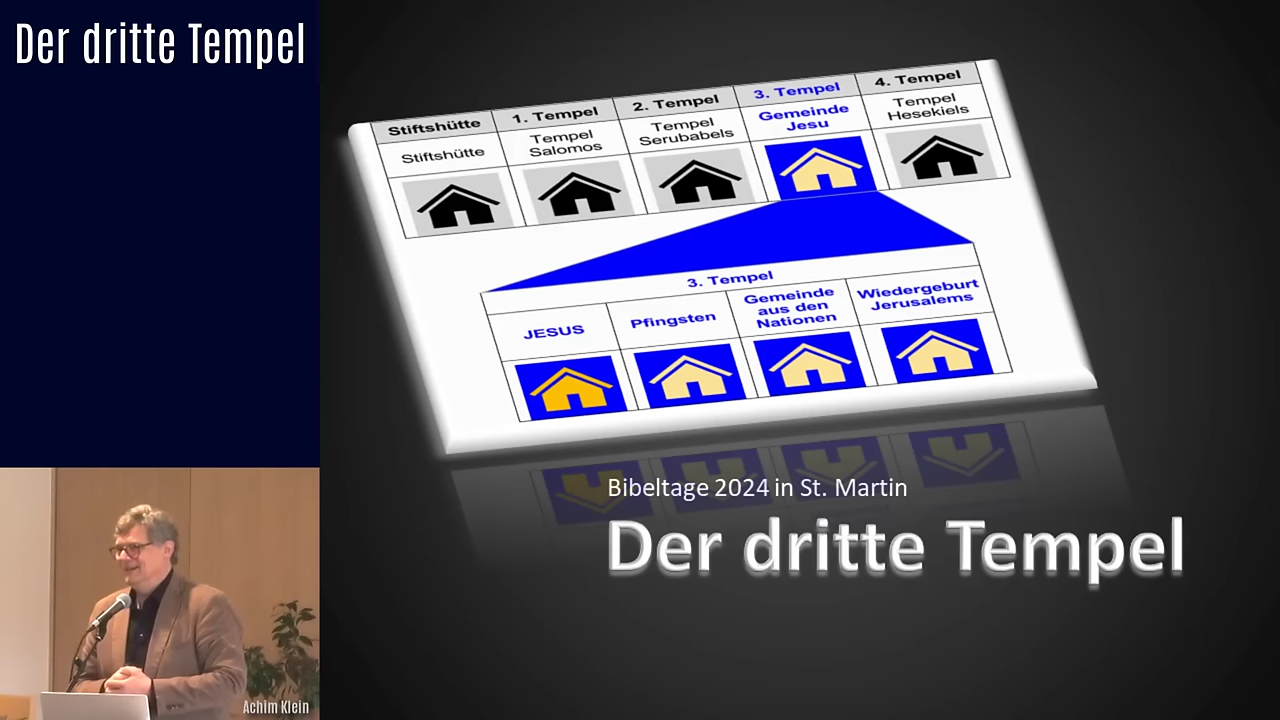 Der dritte Tempel
Stiftshütte 1. Tempel 2. Tempel 3. Tempel 4. Tempel
Stiftshütte
Tempel
Salomos
Tempel
Serubabels
Gemeinde
Jesu
Tempel
Hesekiels
3. Tempel
JESUS
Pfingsten
Gemeinde
aus den
Nationen
Wiedergeburt
Jerusalems
Bibeltage 2024 in St. Martin
Der dritte Tempel
Achim Klein